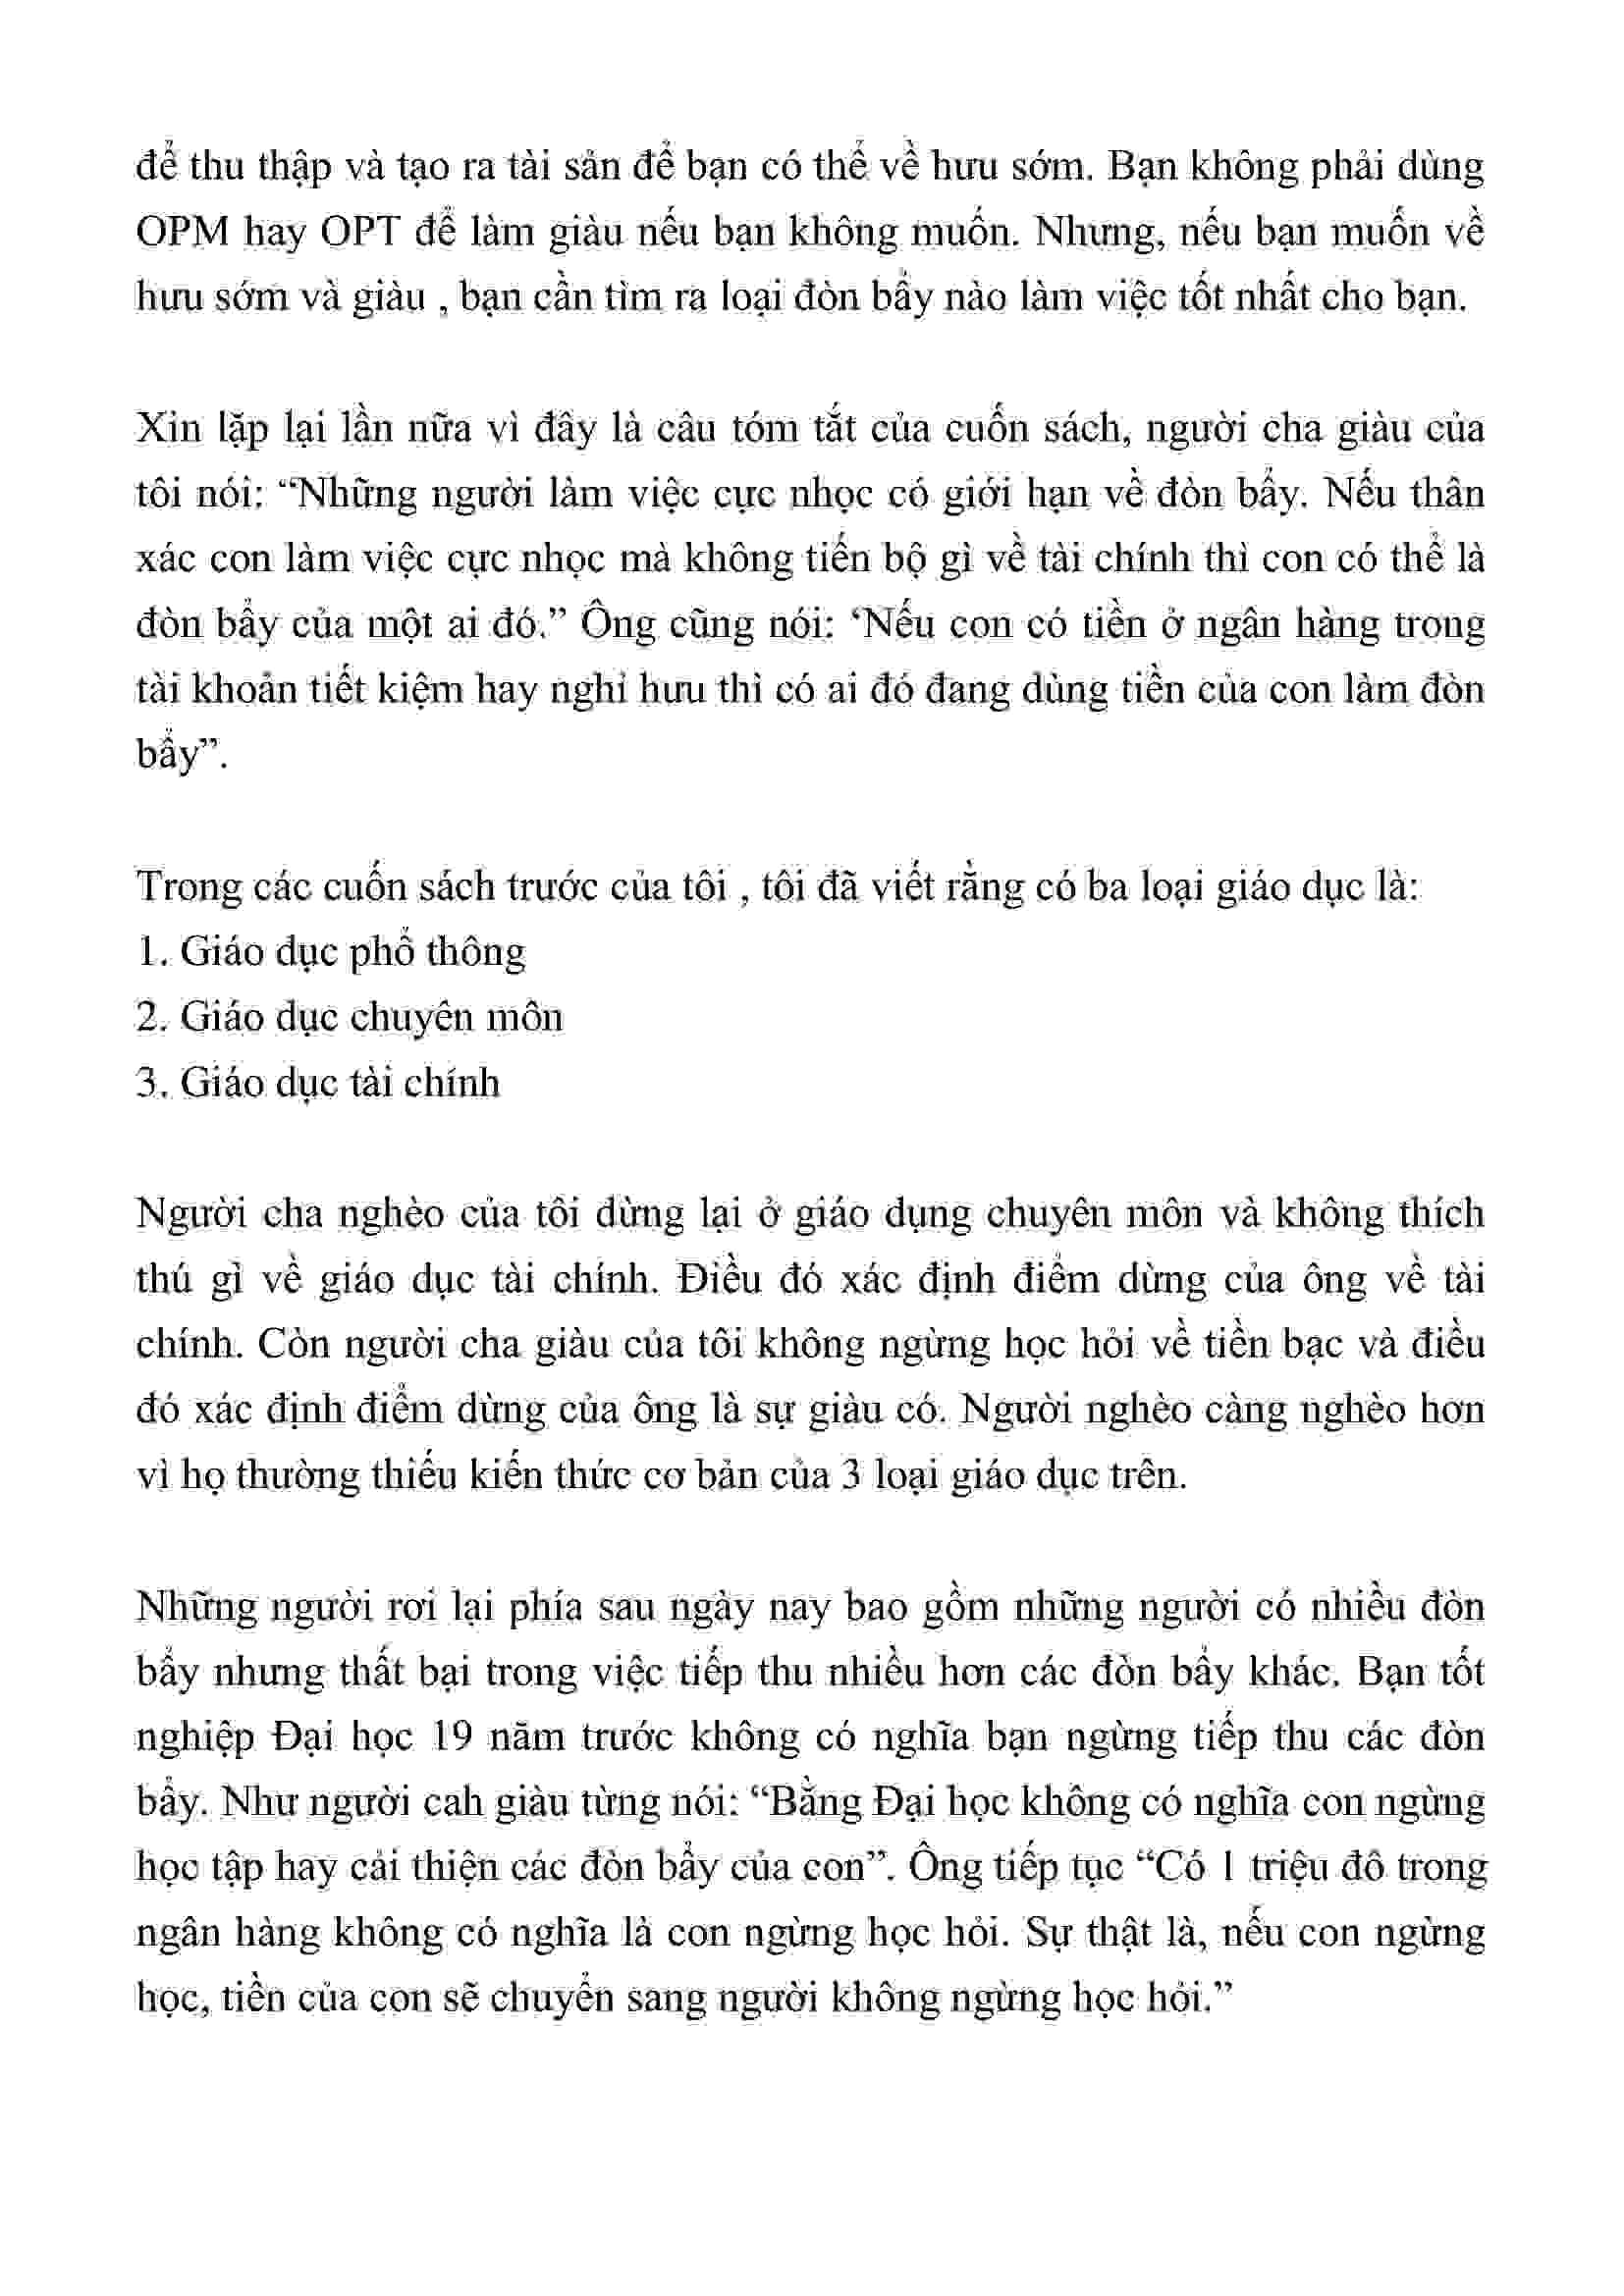 để thu thập và tạo ra tài sản để bạn có thể về hưu sớm. Bạn không phải dùng
OPM hay OPT để làm giàu nếu bạn không muốn. Nhưng, nếu bạn muốn về
hưu sớm và giàu , bạn cần tìm ra loại đòn bẩy nào làm việc tốt nhất cho bạn.
Xin lặp lại lần nữa vì đây là câu tóm tắt của cuốn sách, người cha giàu của
tôi nói: “Những người làm việc cực nhọc có giới hạn về đòn bẩy. Nếu thân
xác con làm việc cực nhọc mà không tiến bộ gì về tài chính thì con có thể là
đòn bẩy của một ai đó.” Ông cũng nói: ‘Nếu con có tiền ở ngân hàng trong
tài khoản tiết kiệm hay nghỉ hưu thì có ai đó đang dùng tiền của con làm đòn
bẩy”.
Trong các cuốn sách trước của tôi , tôi đã viết rằng có ba loại giáo dục là:
1. Giáo dục phổ thông
2. Giáo dục chuyên môn
3. Giáo dục tài chính
Người cha nghèo của tôi dừng lại ở giáo dụng chuyên môn và không thích
thú gì về giáo dục tài chính. Điều đó xác định điểm dừng của ông về tài
chính. Còn người cha giàu của tôi không ngừng học hỏi về tiền bạc và điều
đó xác định điểm dừng của ông là sự giàu có. Người nghèo càng nghèo hơn
vì họ thường thiếu kiến thức cơ bản của 3 loại giáo dục trên.
Những người rơi lại phía sau ngày nay bao gồm những người có nhiều đòn
bẩy nhưng thất bại trong việc tiếp thu nhiều hơn các đòn bẩy khác. Bạn tốt
nghiệp Đại học 19 năm trước không có nghĩa bạn ngừng tiếp thu các đòn
bẩy. Như người cah giàu từng nói: “Bằng Đại học không có nghĩa con ngừng
học tập hay cải thiện các đòn bẩy của con”. Ông tiếp tục “Có 1 triệu đô trong
ngân hàng không có nghĩa là con ngừng học hỏi. Sự thật là, nếu con ngừng
học, tiền của con sẽ chuyển sang người không ngừng học hỏi.”